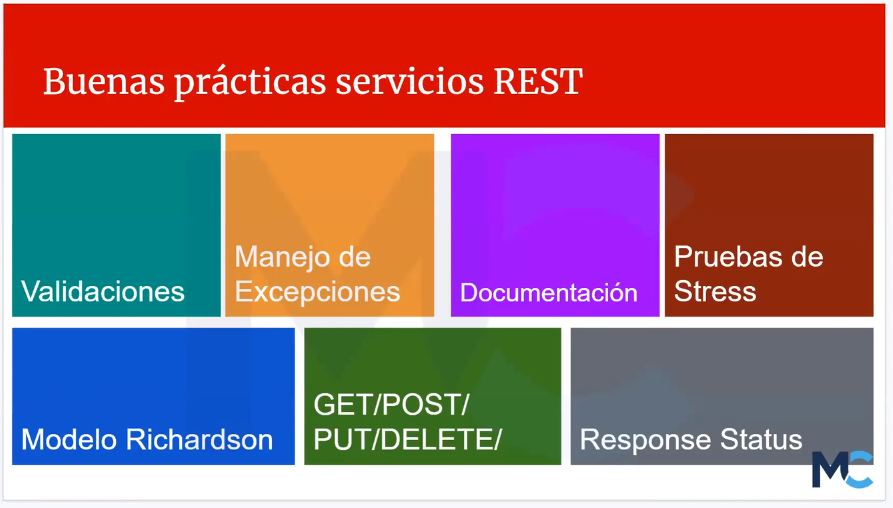 Buenas prácticas servicios REST
Validaciones
Manejo de
Excepciones
Documentación
Pruebas de
Stress
Modelo Richardson
GET/POST/
PUT/DELETE/
Response Status
MC